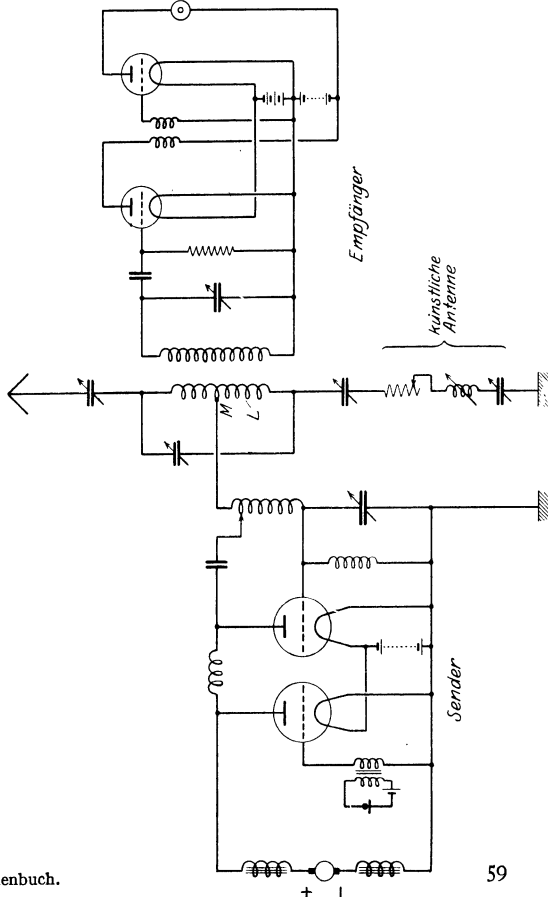 Empfänger
künstliche
Antenne
M
L
Sender
+
enbuch.
59